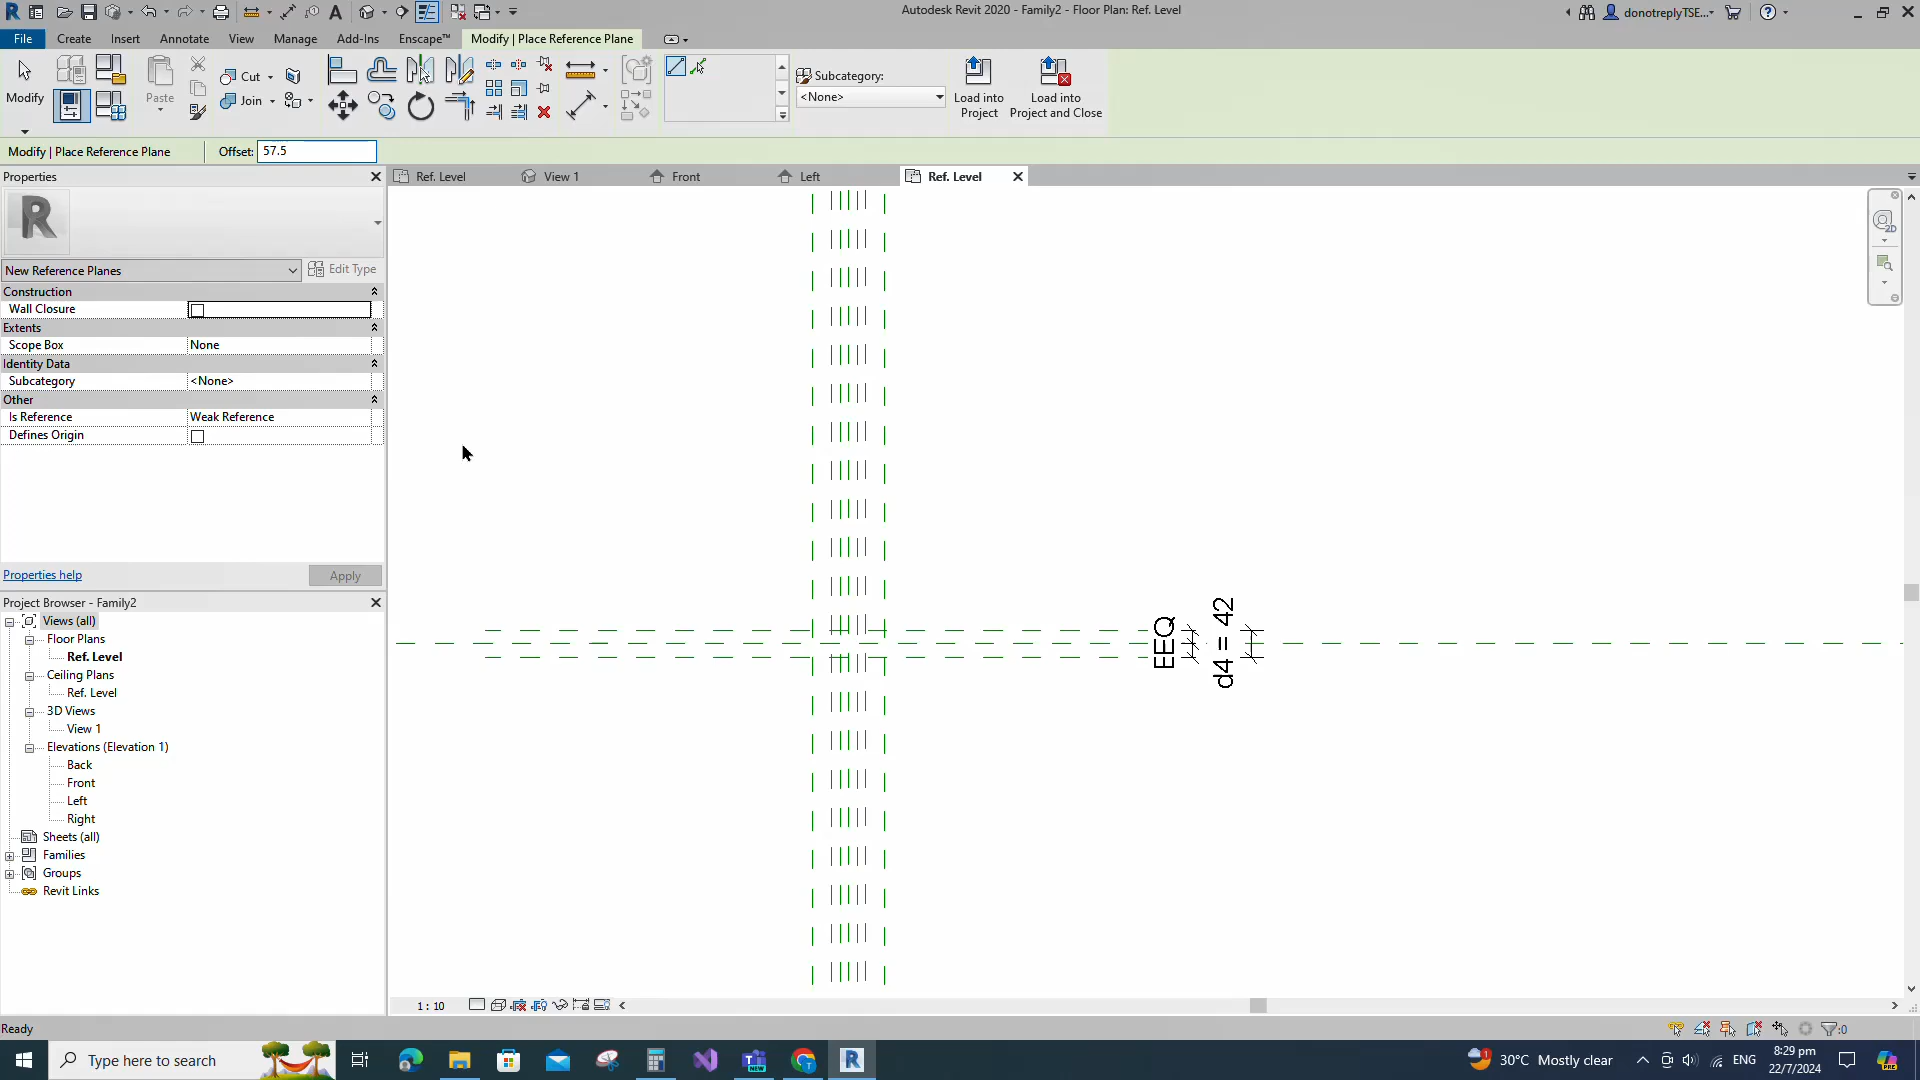 Autodesk Revit 2020 - Family2 - Floor Plan: Ref. Level
donotreplyTSE...
File Create Insert Annotate View Manage Add-Ins Enscape™ Modify | Place Reference Plane
Modify
Paste
Cut
Join
Subcategory:
<None>
Load into
Project
Load into
Project and Close
Modify | Place Reference Plane Offset: 57.5
Properties
Ref. Level View 1 Front Left Ref. Level
R
New Reference Planes Edit Type
Construction
Wall Closure
Extents
Scope Box None
Identity Data
Subcategory <None>
Other
Is Reference Weak Reference
Defines Origin
Properties help Apply
Project Browser - Family2
Views (all)
Floor Plans
Ref. Level
Ceiling Plans
Ref. Level
3D Views
View 1
Elevations (Elevation 1)
Back
Front
Left
Right
Sheets (all)
Families
Groups
Revit Links
EEQ
d4 = 42
2D
1 : 10
Ready
:0
Type here to search
NEW
1
30°C Mostly clear
ENG
8:29 pm
22/7/2024
PRE